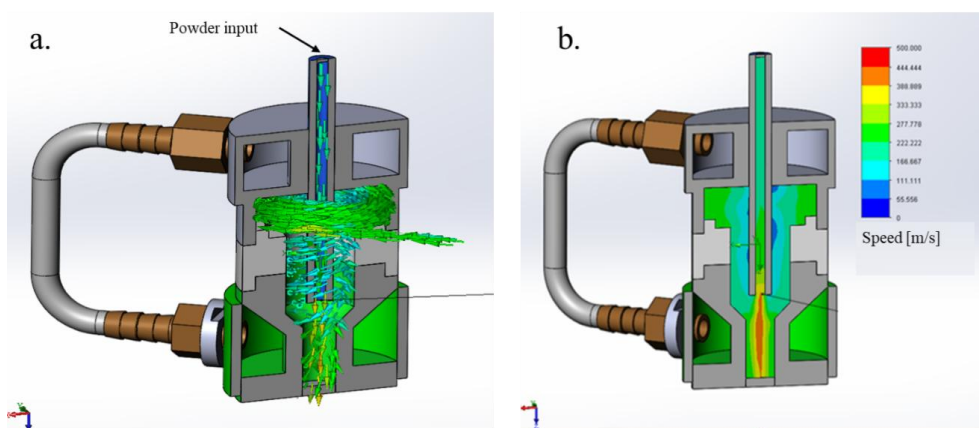 a.
Powder input
b.
500.000
444.444
388.889
333.333
277.778
222.222
166.667
111.111
55.556
0
Speed [m/s]